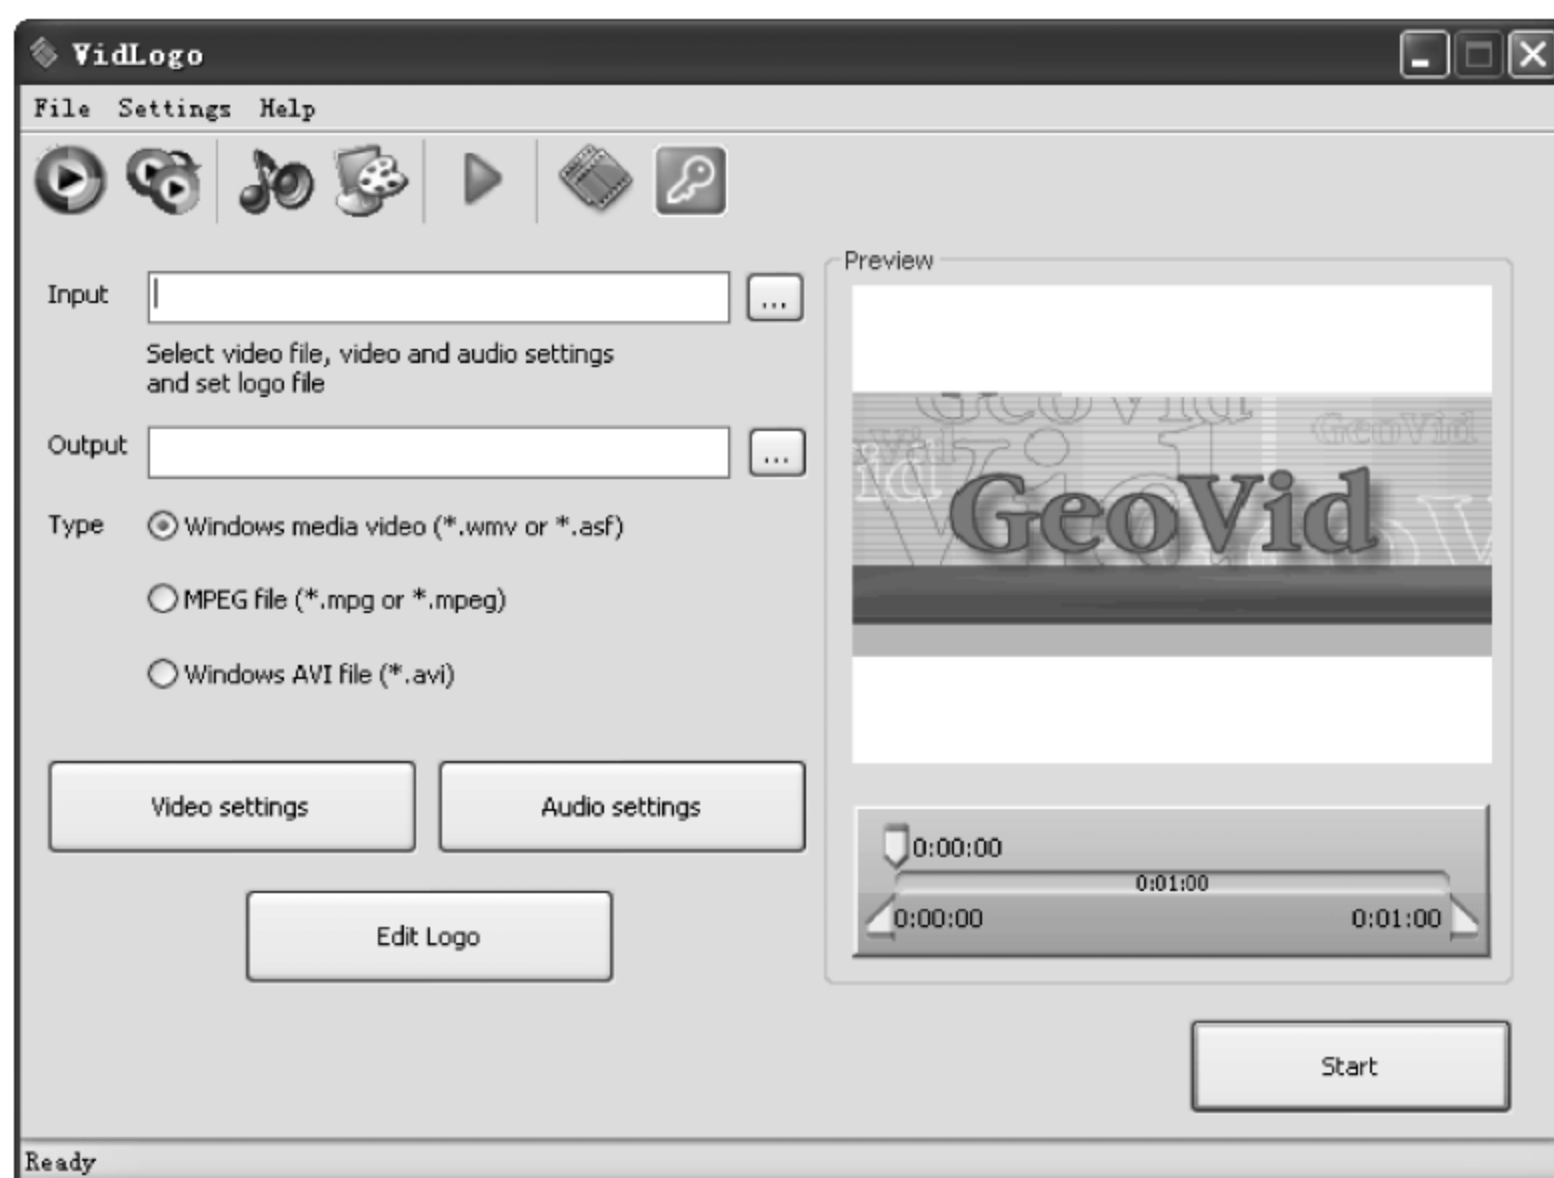 VidLogo
File Settings Help
Input
...
Select video file, video and audio settings
and set logo file
Output
...
Type
Windows media video (*.wmv or *.asf)
MPEG file (*.mpg or *.mpeg)
Windows AVI file (*.avi)
Video settings
Audio settings
Edit Logo
Preview
GeoVid
GeoVid
GeoVid
0:00:00
0:01:00
0:00:00
0:01:00
Start
Ready